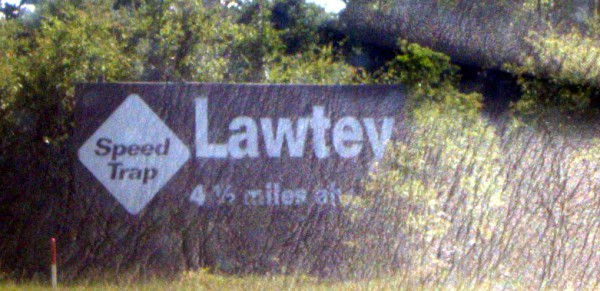 Speed
Trap
Lawtey
4 ½ miles